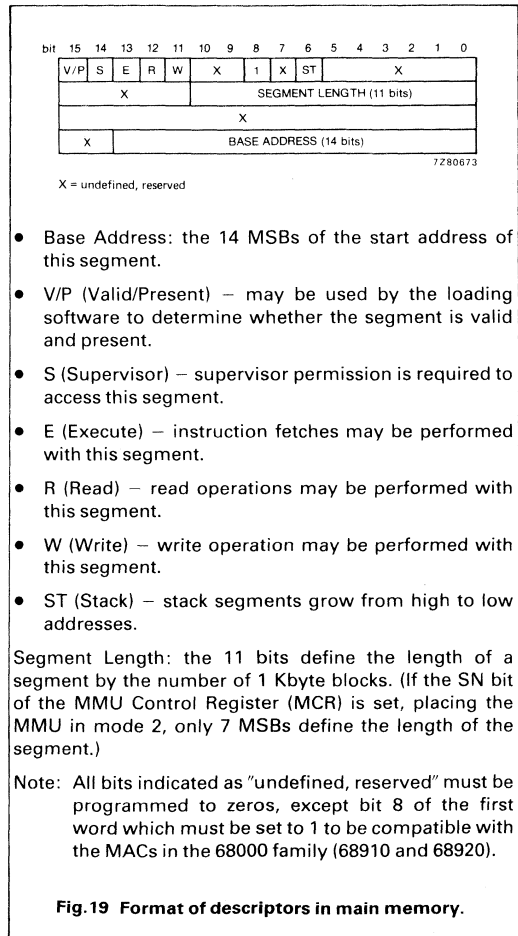 bit 15 14 13 12 11 10 9 8 7 6 5 4 3 2 1 0
V/P S E R W X 1 X ST X
X SEGMENT LENGTH (11 bits)
X
X BASE ADDRESS (14 bits)
7Z80673
X = undefined, reserved
● Base Address: the 14 MSBs of the start address of
this segment.
● V/P (Valid/Present) – may be used by the loading
software to determine whether the segment is valid
and present.
● S (Supervisor) – supervisor permission is required to
access this segment.
● E (Execute) – instruction fetches may be performed
with this segment.
● R (Read) – read operations may be performed with
this segment.
● W (Write) – write operation may be performed with
this segment.
● ST (Stack) – stack segments grow from high to low
addresses.
Segment Length: the 11 bits define the length of a
segment by the number of 1 Kbyte blocks. (If the SN bit
of the MMU Control Register (MCR) is set, placing the
MMU in mode 2, only 7 MSBs define the length of the
segment.)
Note: All bits indicated as "undefined, reserved" must be
programmed to zeros, except bit 8 of the first
word which must be set to 1 to be compatible with
the MACs in the 68000 family (68910 and 68920).
Fig.19 Format of descriptors in main memory.